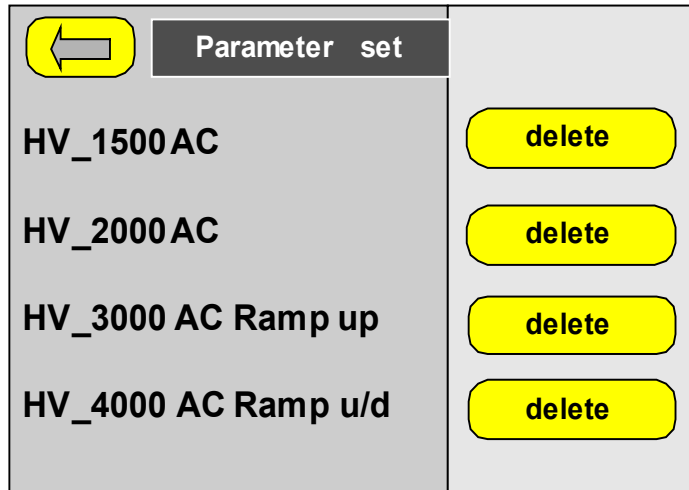 Parameter set
HV_1500 AC
delete
HV_2000 AC
delete
HV_3000 AC Ramp up
delete
HV_4000 AC Ramp u/d
delete